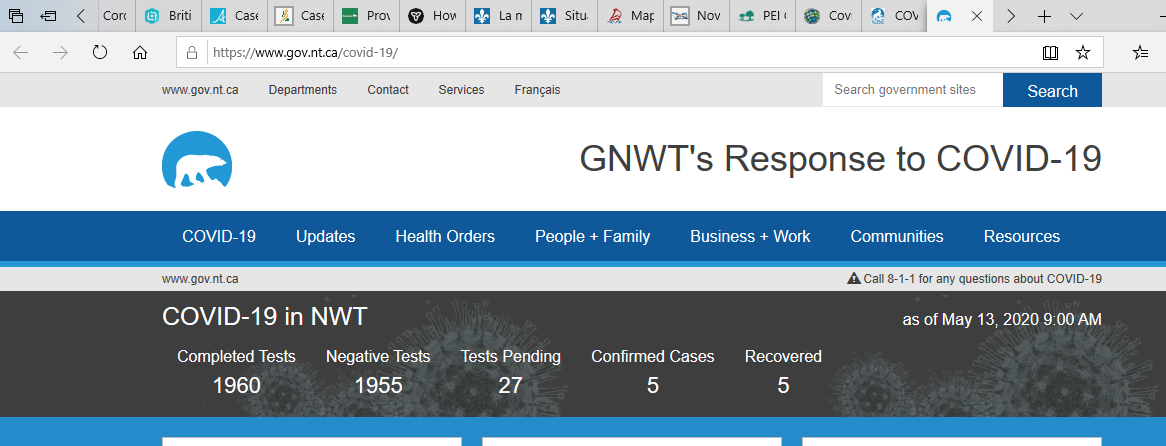 Coro Briti Case Case Prov How La m Situa Map Nov PEI Covi COV
https://www.gov.nt.ca/covid-19/
www.gov.nt.ca Departments Contact Services Français Search government sites Search
GNWT's Response to COVID-19
COVID-19 Updates Health Orders People + Family Business + Work Communities Resources
www.gov.nt.ca Call 8-1-1 for any questions about COVID-19
COVID-19 in NWT as of May 13, 2020 9:00 AM
Completed Tests Negative Tests Tests Pending Confirmed Cases Recovered
1960 1955 27 5 5